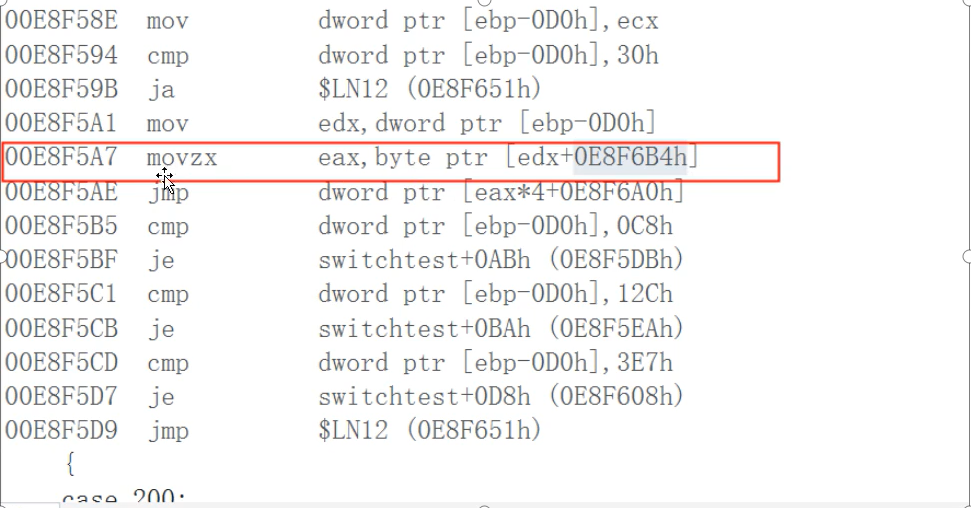 00E8F58E mov dword ptr [ebp-0D0h],ecx
00E8F594 cmp dword ptr [ebp-0D0h],30h
00E8F59B ja $LN12 (0E8F651h)
00E8F5A1 mov edx,dword ptr [ebp-0D0h]
00E8F5A7 movzx eax,byte ptr [edx+0E8F6B4h]
00E8F5AE jmp dword ptr [eax*4+0E8F6A0h]
00E8F5B5 cmp dword ptr [ebp-0D0h],0C8h
00E8F5BF je switchtest+0ABh (0E8F5DBh)
00E8F5C1 cmp dword ptr [ebp-0D0h],12Ch
00E8F5CB je switchtest+0BAh (0E8F5EAh)
00E8F5CD cmp dword ptr [ebp-0D0h],3E7h
00E8F5D7 je switchtest+0D8h (0E8F608h)
00E8F5D9 jmp $LN12 (0E8F651h)
{
case 200: